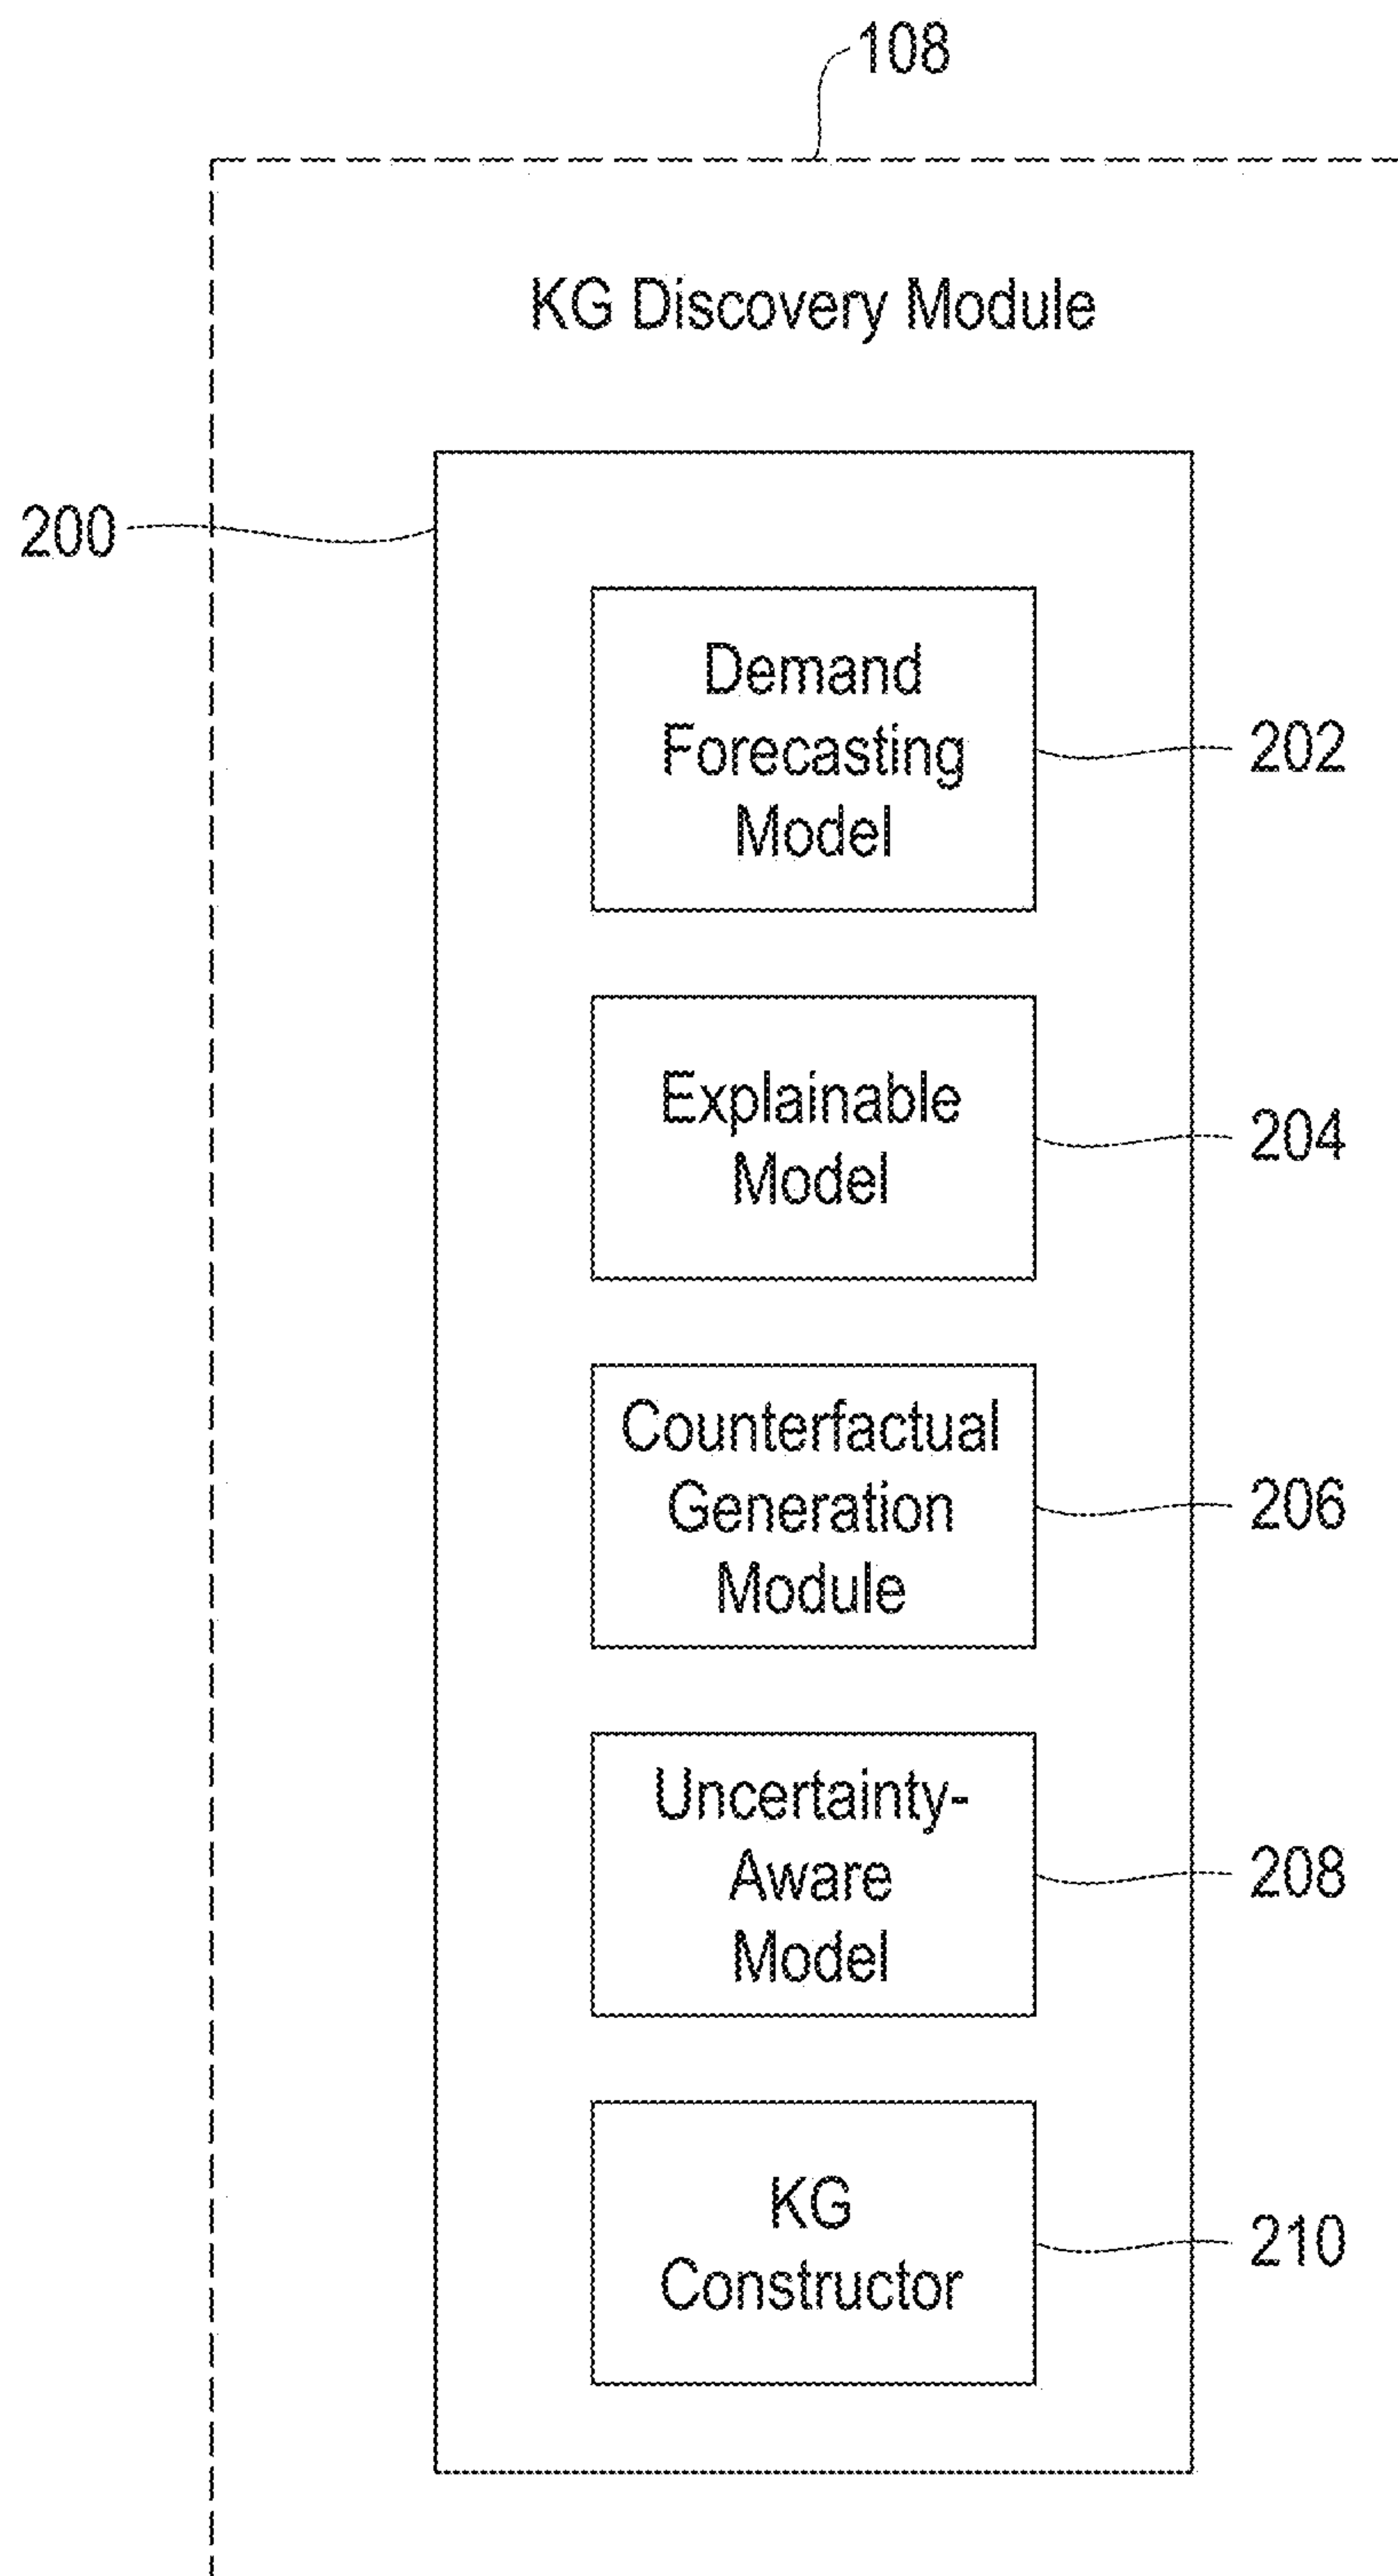 108
KG Discovery Module
200
Demand
Forecasting
Model
202
Explainable
Model
204
Counterfactual
Generation
Module
206
Uncertainty-
Aware
Model
208
KG
Constructor
210